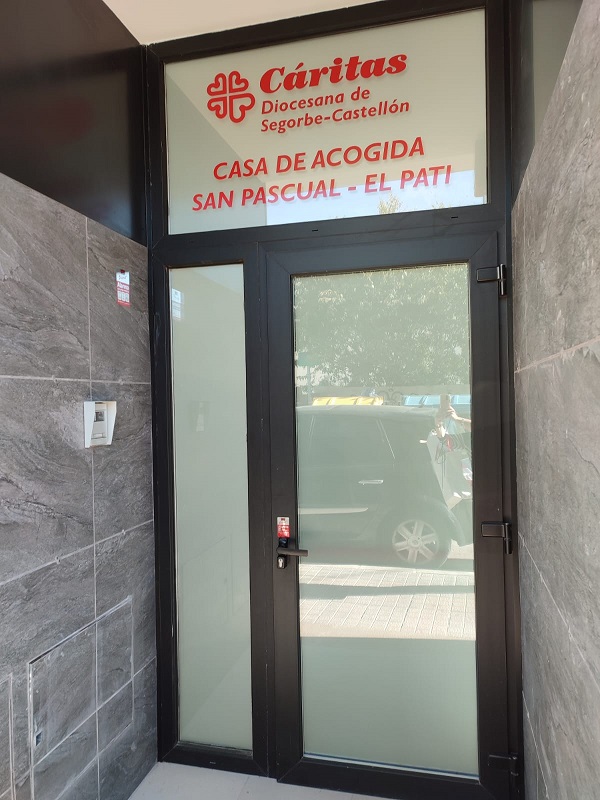 Cáritas
Diocesana de
Segorbe-Castellón
CASA DE ACOGIDA
SAN PASCUAL - EL PATI